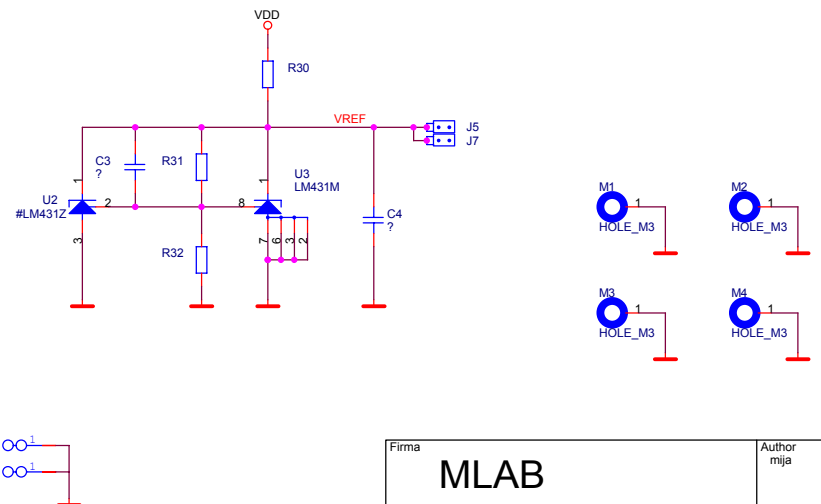 VDD
R30
VREF
J5
J7
C3
?
R31
U3
LM431M
1
1
U2
#LM431Z
2
8
3
R32
7
6
3
2
C4
?
M1
1
HOLE_M3
M2
1
HOLE_M3
M3
1
HOLE_M3
M4
1
HOLE_M3
1
1
Firma
MLAB
Author
mija